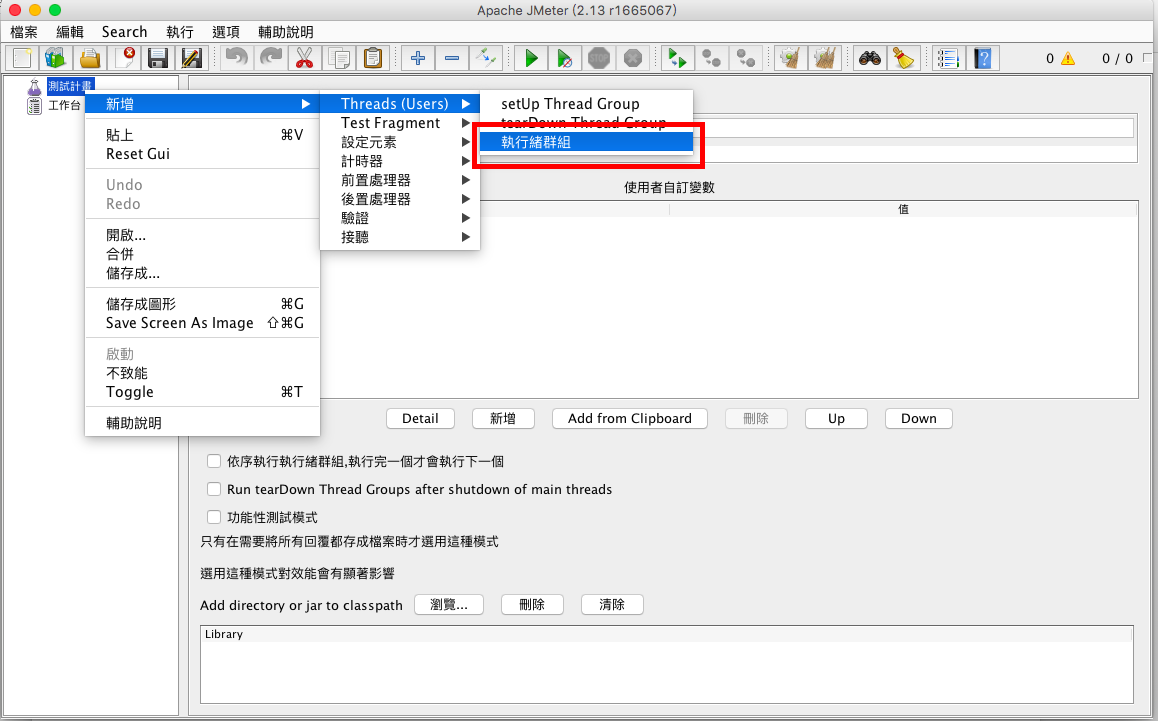 Apache JMeter (2.13 r1665067)
檔案 編輯 Search 執行 選項 輔助說明
STOP
0 0 / 0
測試計畫
工作台
新增
貼上 ⌘V
Reset Gui
Undo
Redo
開啟...
合併
儲存成...
儲存成圖形 ⌘G
Save Screen As Image ⇧⌘G
啟動
不致能
Toggle ⌘T
輔助說明
Threads (Users)
Test Fragment
設定元素
計時器
前置處理器
後置處理器
驗證
接聽
setUp Thread Group
tearDown Thread Group
執行緒群組
使用者自訂變數
值
Detail 新增 Add from Clipboard 刪除 Up Down
依序執行執行緒群組,執行完一個才會執行下一個
Run tearDown Thread Groups after shutdown of main threads
功能性測試模式
只有在需要將所有回覆都存成檔案時才選用這種模式
選用這種模式對效能會有顯著影響
Add directory or jar to classpath 瀏覽... 刪除 清除
Library